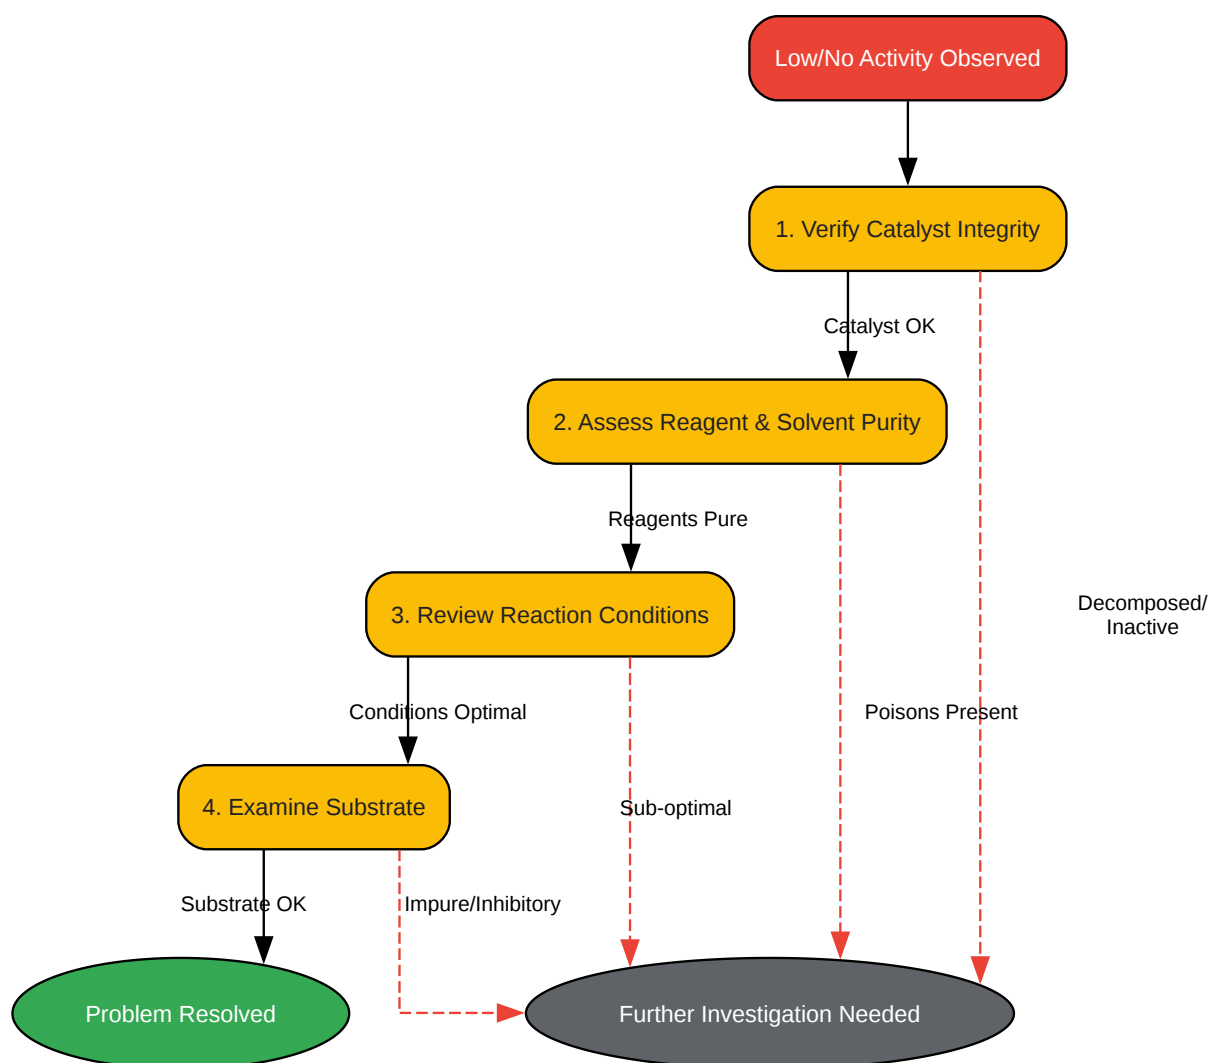 Low/No Activity Observed
1. Verify Catalyst Integrity
Catalyst OK
2. Assess Reagent & Solvent Purity
Reagents Pure
3. Review Reaction Conditions
Decomposed/
Inactive
Conditions Optimal
Poisons Present
4. Examine Substrate
Sub-optimal
Substrate OK
Impure/Inhibitory
Problem Resolved
Further Investigation Needed